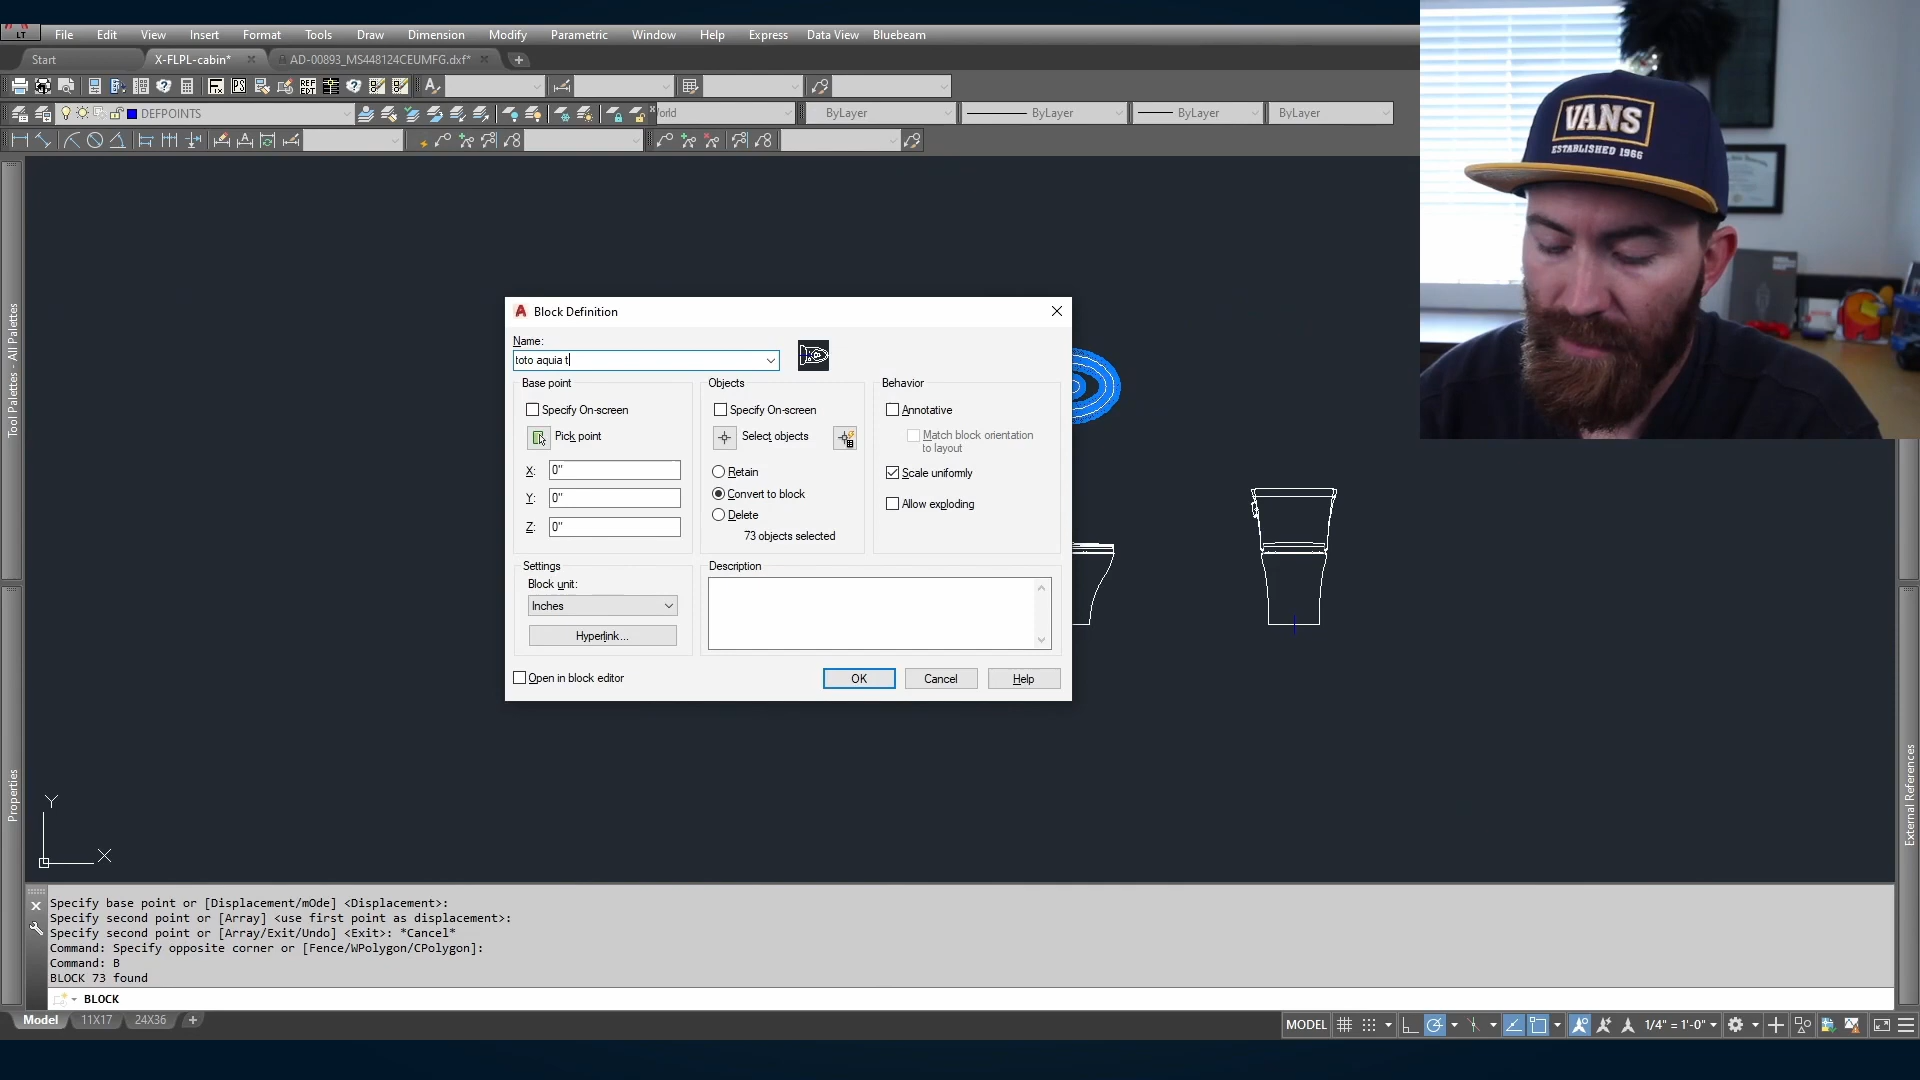 LT
File Edit View Insert Format Tools Draw Dimension Modify Parametric Window Help Express Data View Bluebeam
Start X-FLPL-cabin* AD-00893_MS448124CEUMFG.dxf*
DEFPOINTS
ByLayer ByLayer ByLayer ByLayer
VANS
ESTABLISHED 1966
Block Definition
Name:
toto aquia t
Base point
Specify On-screen
Pick point
X: 0"
Y: 0"
Z: 0"
Objects
Specify On-screen
Select objects
Retain
Convert to block
Delete
73 objects selected
Behavior
Annotative
Match block orientation
to layout
Scale uniformly
Allow exploding
Settings
Block unit:
Inches
Hyperlink...
Description
Open in block editor
OK Cancel Help
Tool Palettes - All Palettes
Properties
External References
Y
X
Specify base point or [Displacement/mOde] <Displacement>:
Specify second point or [Array] <use first point as displacement>:
Specify second point or [Array/Exit/Undo] <Exit>: *Cancel*
Command: Specify opposite corner or [Fence/WPolygon/CPolygon]:
Command: B
BLOCK 73 found
BLOCK
Model 11X17 24X36
MODEL 1/4" = 1'-0"